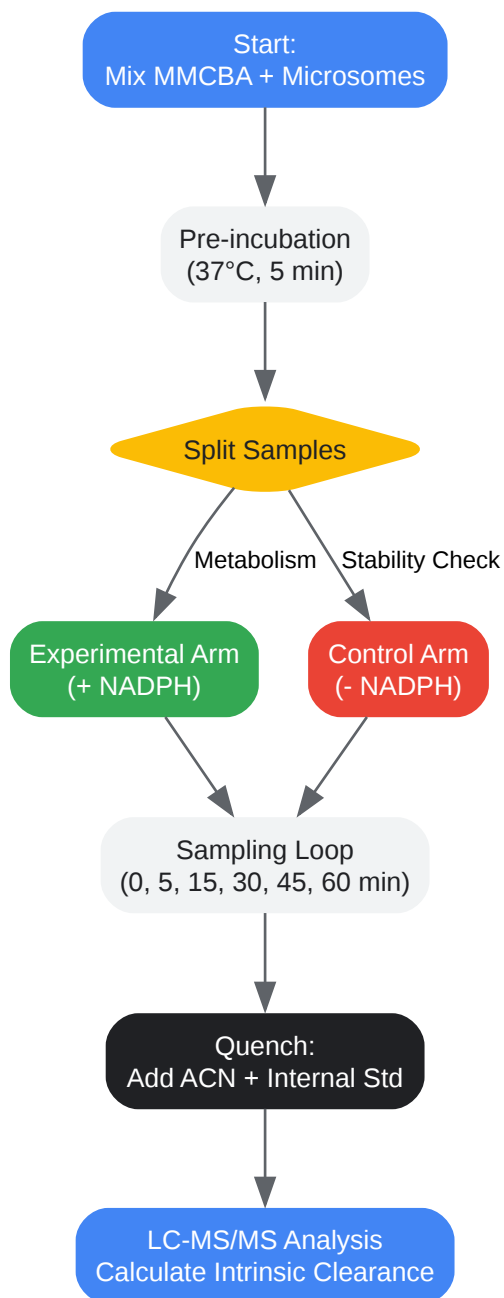 Start:
Mix MMCBA + Microsomes
Pre-incubation
(37°C, 5 min)
Split Samples
Metabolism
Stability Check
Experimental Arm
(+ NADPH)
Control Arm
(- NADPH)
Sampling Loop
(0, 5, 15, 30, 45, 60 min)
Quench:
Add ACN + Internal Std
LC-MS/MS Analysis
Calculate Intrinsic Clearance